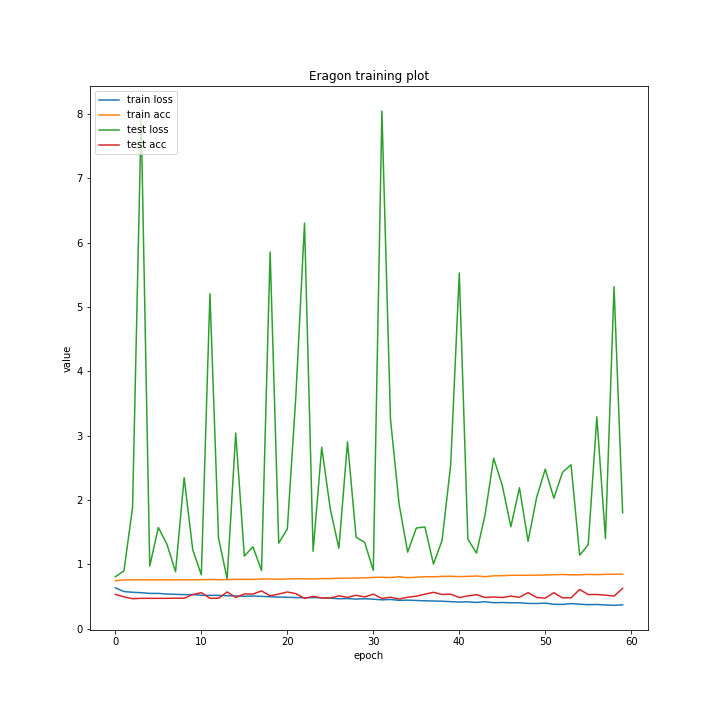 Eragon training plot
train loss
train acc
test loss
test acc
8
7
6
5
4
3
2
1
0
value
0 10 20 30 40 50 60
epoch